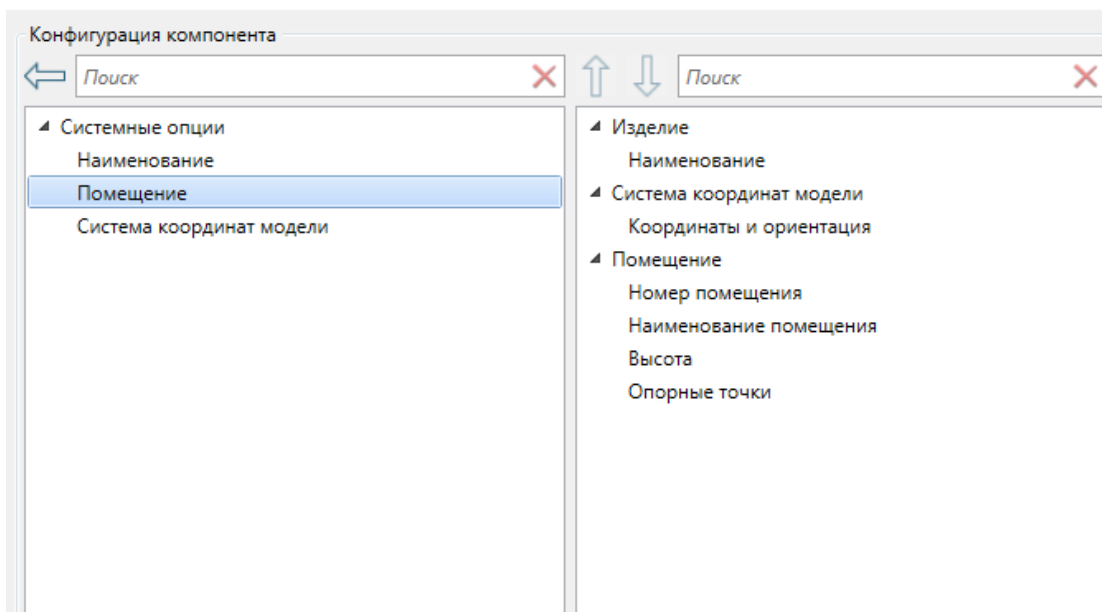 Конфигурация компонента
Поиск
Поиск
Системные опции
Наименование
Помещение
Система координат модели
Изделие
Наименование
Система координат модели
Координаты и ориентация
Помещение
Номер помещения
Наименование помещения
Высота
Опорные точки